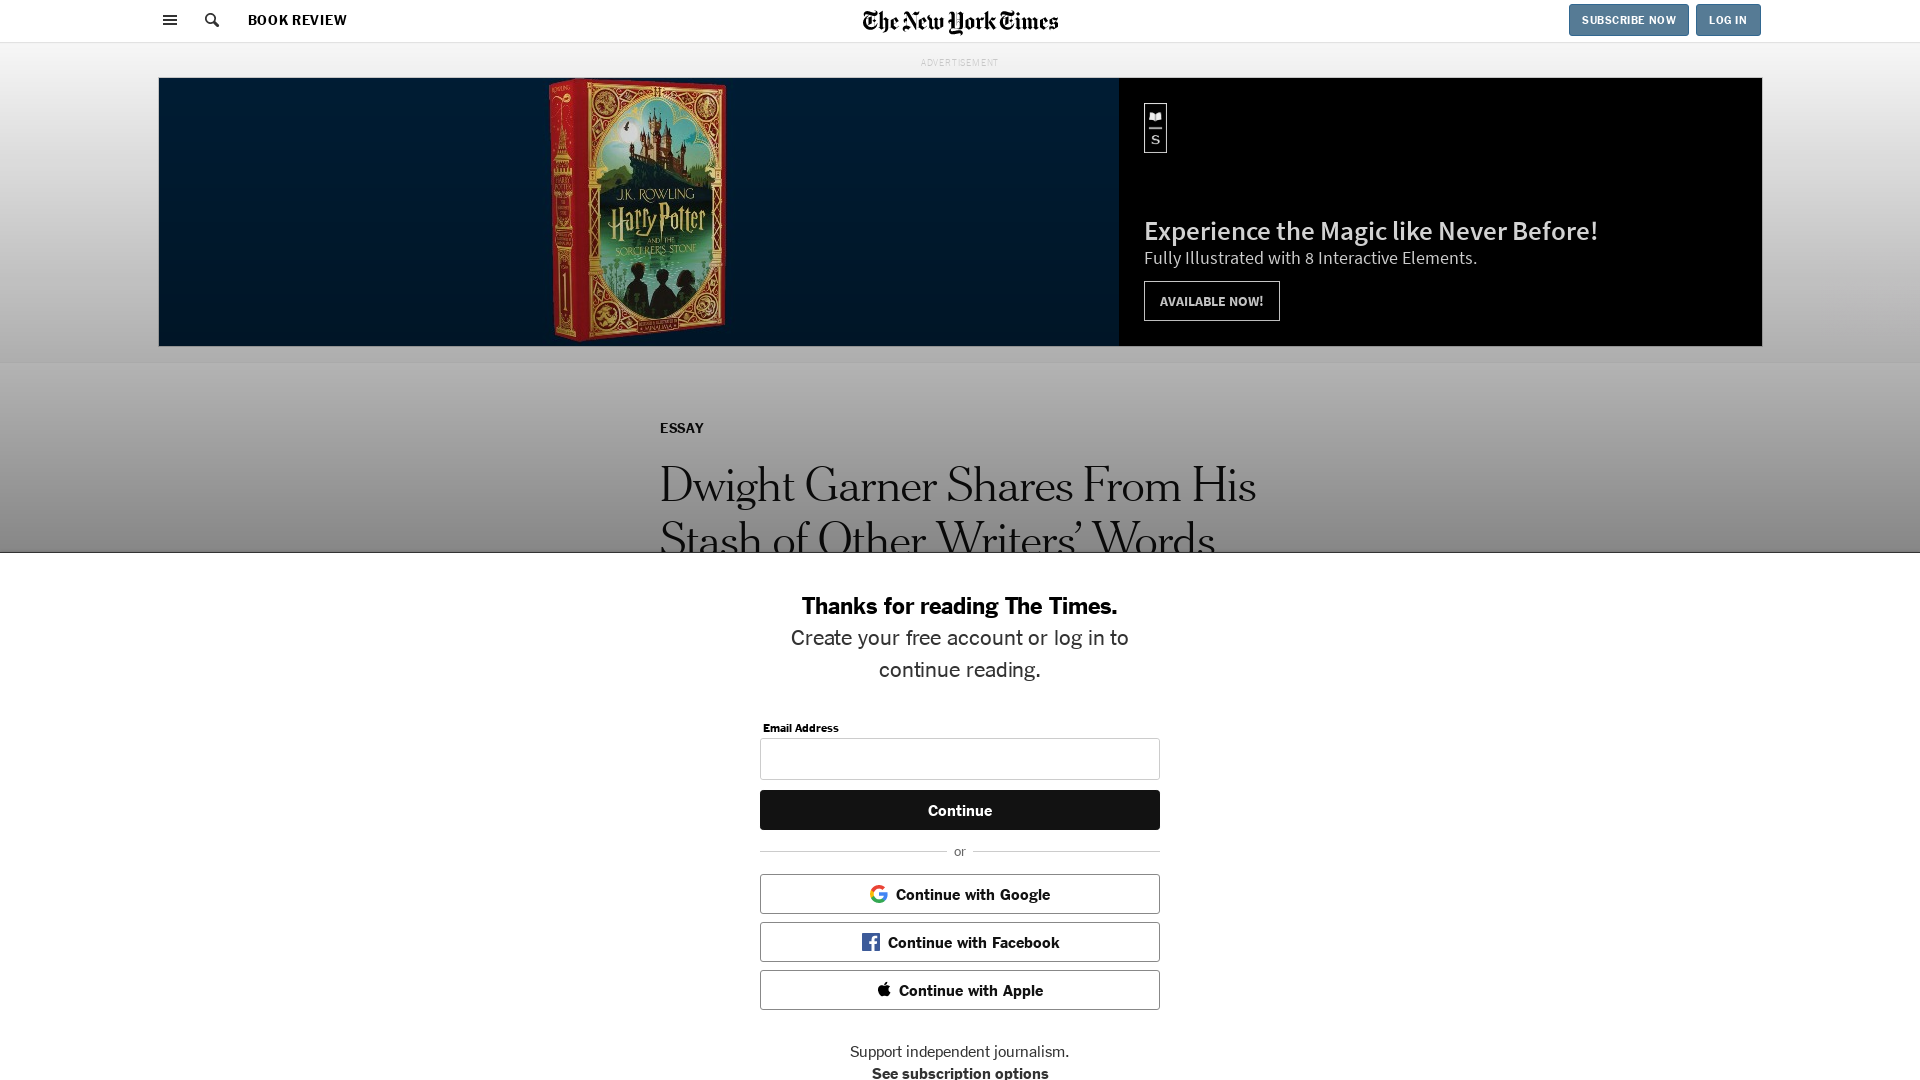 BOOK REVIEW
The New York Times
SUBSCRIBE NOW
LOG IN
ADVERTISEMENT
J.K. ROWLING
Harry Potter
AND THE
SORCERER'S STONE
S
Experience the Magic like Never Before!
Fully Illustrated with 8 Interactive Elements.
AVAILABLE NOW!
ESSAY
Dwight Garner Shares From His
Stash of Other Writers’ Words
Thanks for reading The Times.
Create your free account or log in to
continue reading.
Email Address
Continue
or
Continue with Google
Continue with Facebook
Continue with Apple
Support independent journalism.
See subscription options